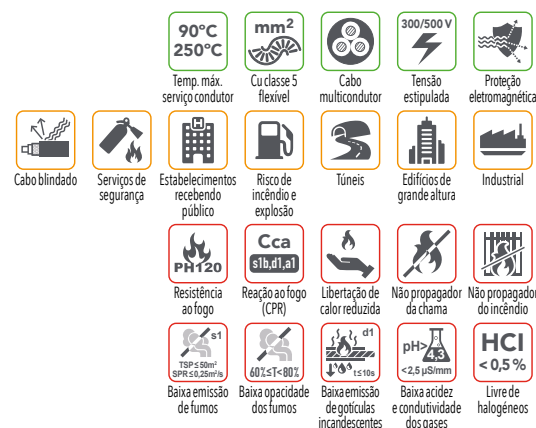 90°C
250°C
mm²
300/500 V
Temp. máx.
serviço condutor
Cu classe 5
flexível
Cabo
multicondutor
Tensão
estipulada
Proteção
eletromagnética
H
Cabo blindado
Serviços de
segurança
Estabelecimentos
recebendo
público
Risco de
incêndio e
explosão
Túneis
Edifícios de
grande altura
Industrial
PH120
Cca
s1b,d1,a1
Resistência
ao fogo
Reação ao fogo
(CPR)
Libertação de
calor reduzida
Não propagador
da chama
Não propagador
do incêndio
s1
TSP≤50m²
SPR≤0,25m²/s
60%≤T<80%
d1
t≤10s
pH>
4,3
<2,5 µS/mm
HCI
<0,5 %
Baixa emissão
de fumos
Baixa opacidade
dos fumos
Baixa emissão
de gotículas
incandescentes
Baixa acidez
e condutividade
dos gases
Livre de
halogéneos